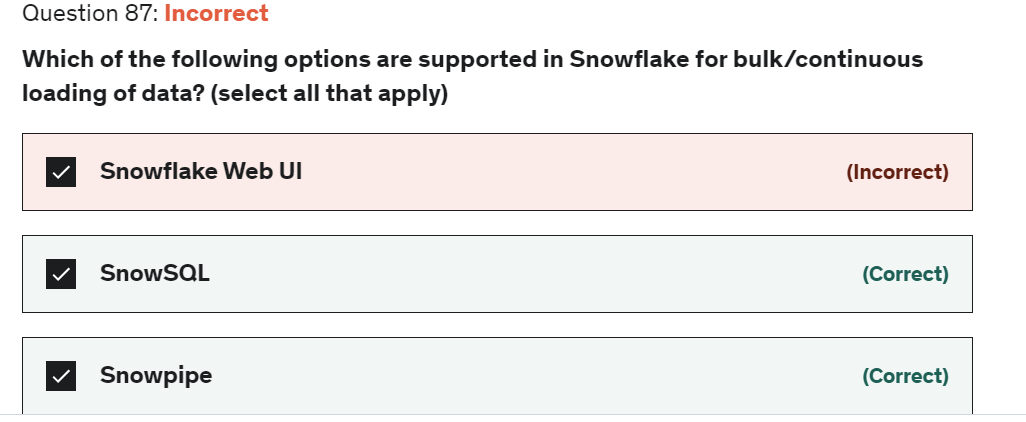 Question 87: Incorrect
Which of the following options are supported in Snowflake for bulk/continuous
loading of data? (select all that apply)
Snowflake Web UI (Incorrect)
SnowSQL (Correct)
Snowpipe (Correct)